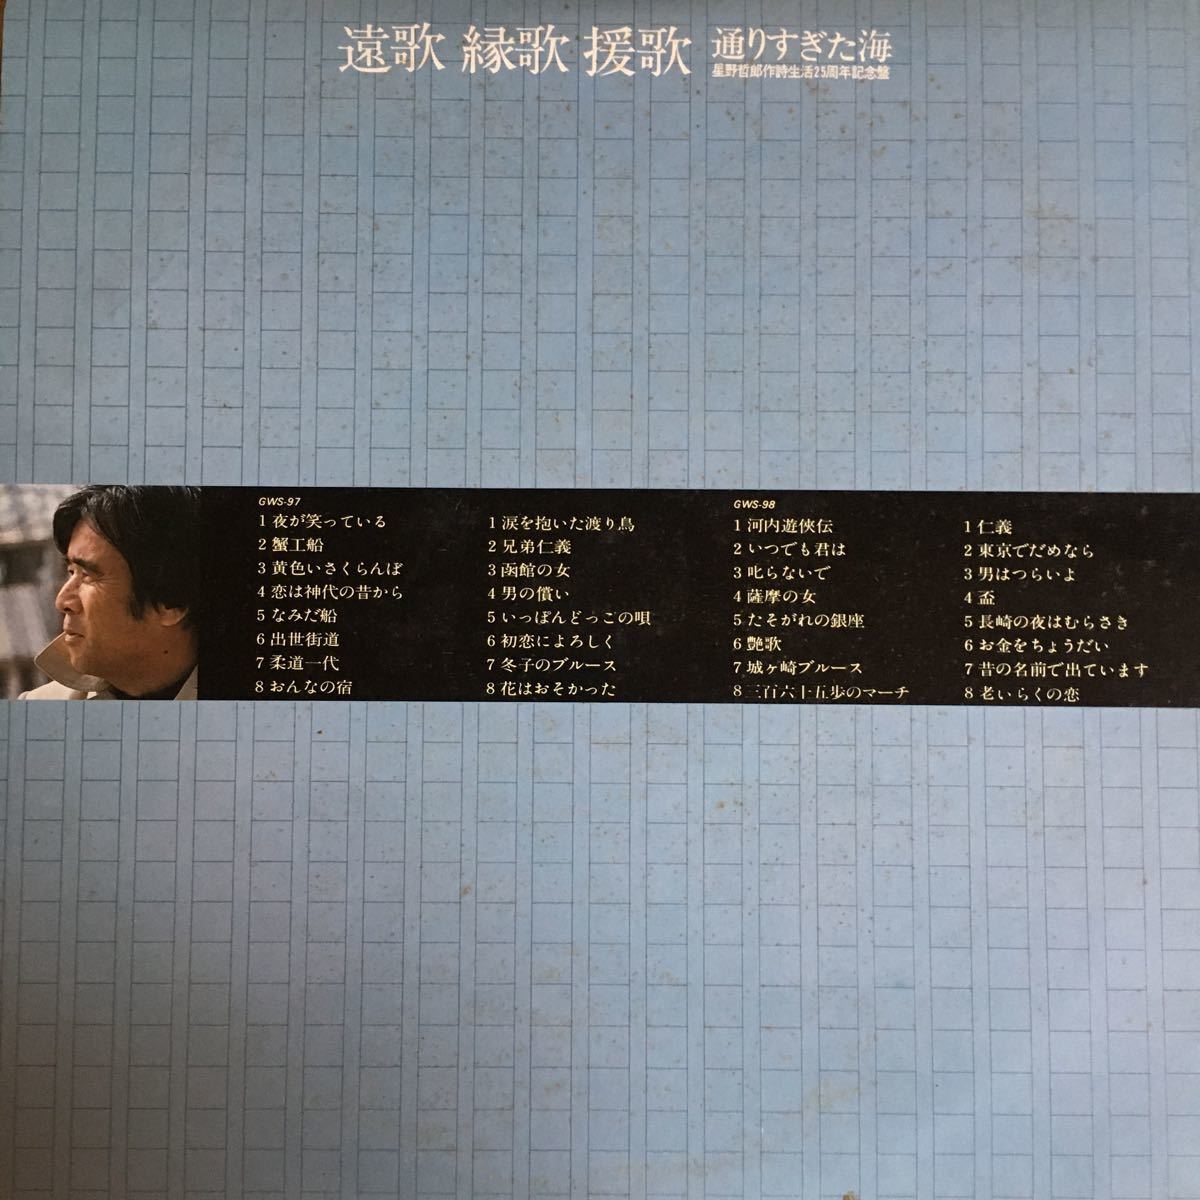 遠歌 縁歌 援歌 通りすぎた海
星野哲郎作詩生活25周年記念盤
GWS-97
1 夜が笑っている
2 蟹工船
3 黄色いさくらんぼ
4 恋は神代の昔から
5 なみだ船
6 出世街道
7 柔道一代
8 おんなの宿
1 涙を抱いた渡り鳥
2 兄弟仁義
3 函館の女
4 男の償い
5 いっぽんどっこの唄
6 初恋によろしく
7 冬子のブルース
8 花はおそかった
GWS-98
1 河内遊侠伝
2 いつでも君は
3 叱らないで
4 薩摩の女
5 たそがれの銀座
6 艶歌
7 城ヶ崎ブルース
8 三百六十五歩のマーチ
1 仁義
2 東京でだめなら
3 男はつらいよ
4 盃
5 長崎の夜はむらさき
6 お金をちょうだい
7 昔の名前で出ています
8 老いらくの恋